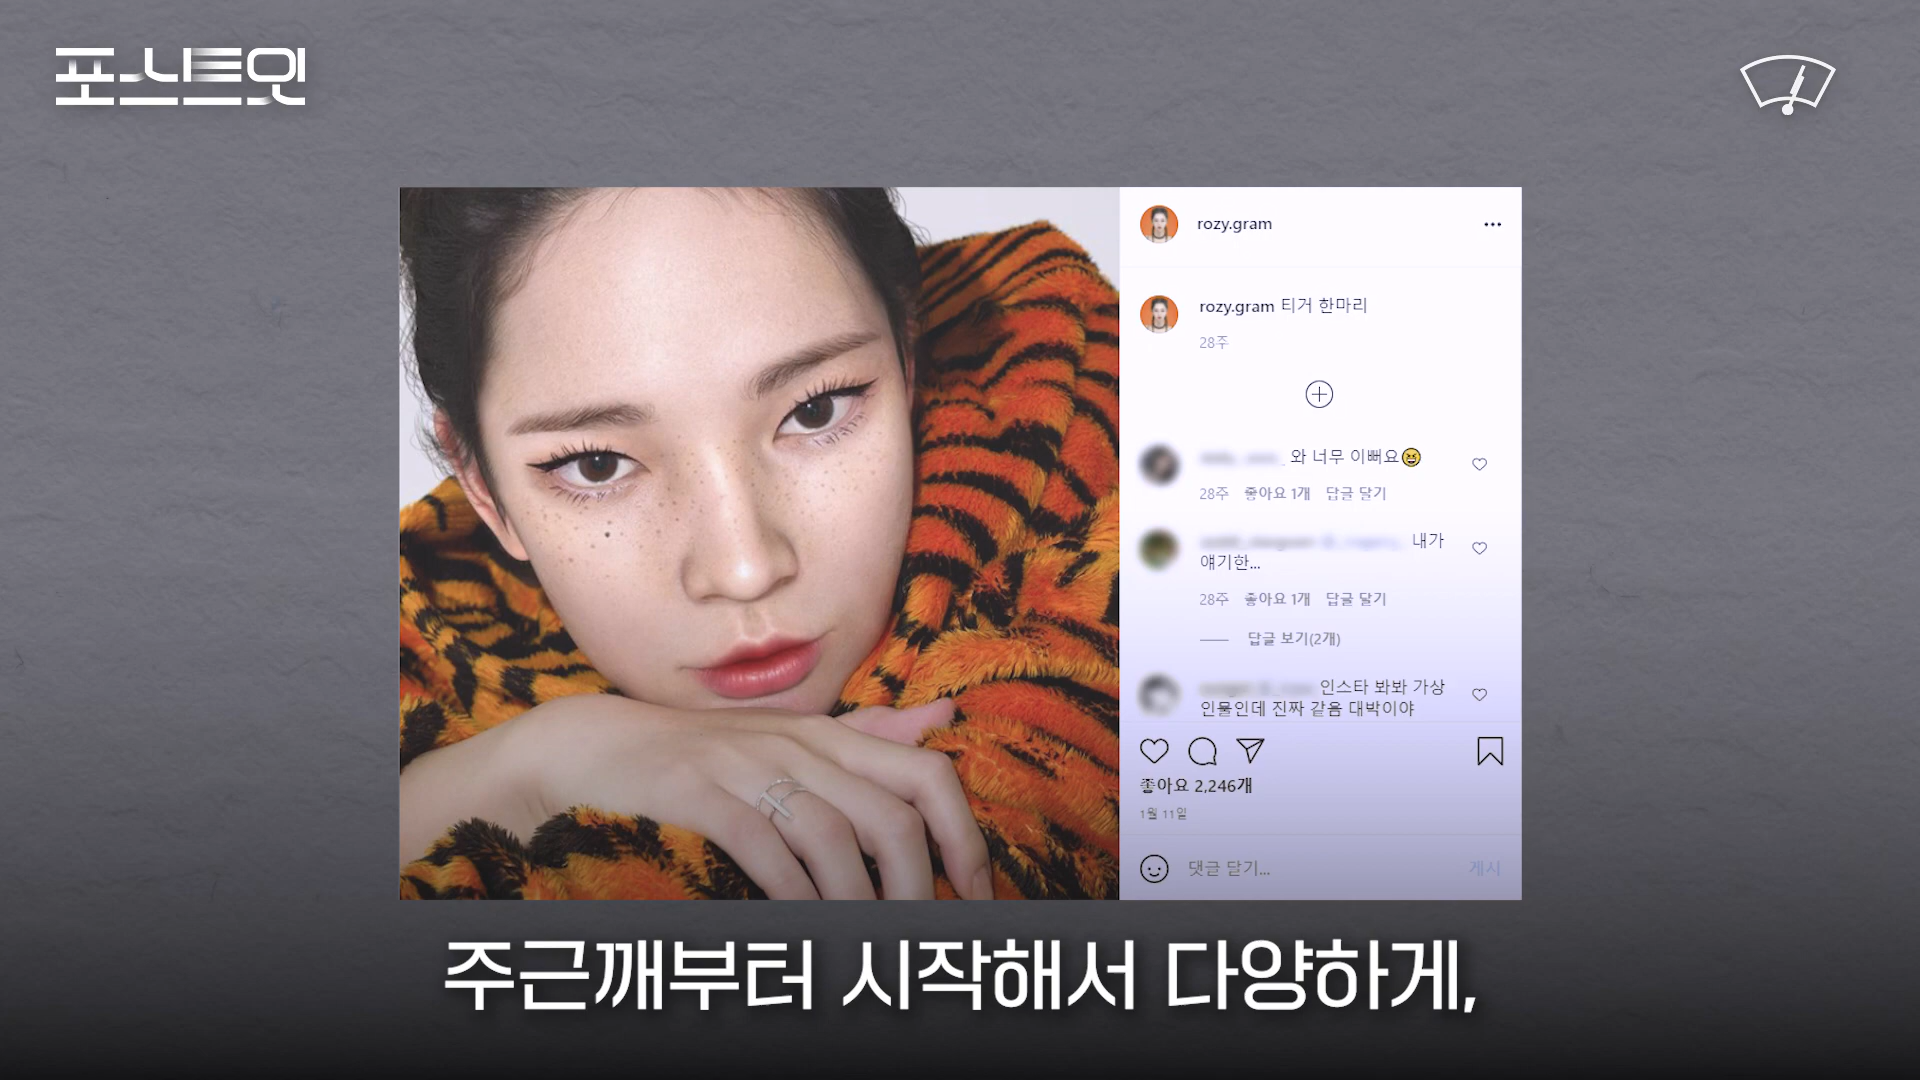 포스트잇
rozy.gram
rozy.gram 티거 한마리
28주
와 너무 이뻐요😆
28주 좋아요 1개 답글 달기
내가
얘기한...
28주 좋아요 1개 답글 달기
답글 보기(2개)
인스타 봐봐 가상
인물인데 진짜 같음 대박이야
좋아요 2,246개
1월 11일
댓글 달기...
게시
주근깨부터 시작해서 다양하게,